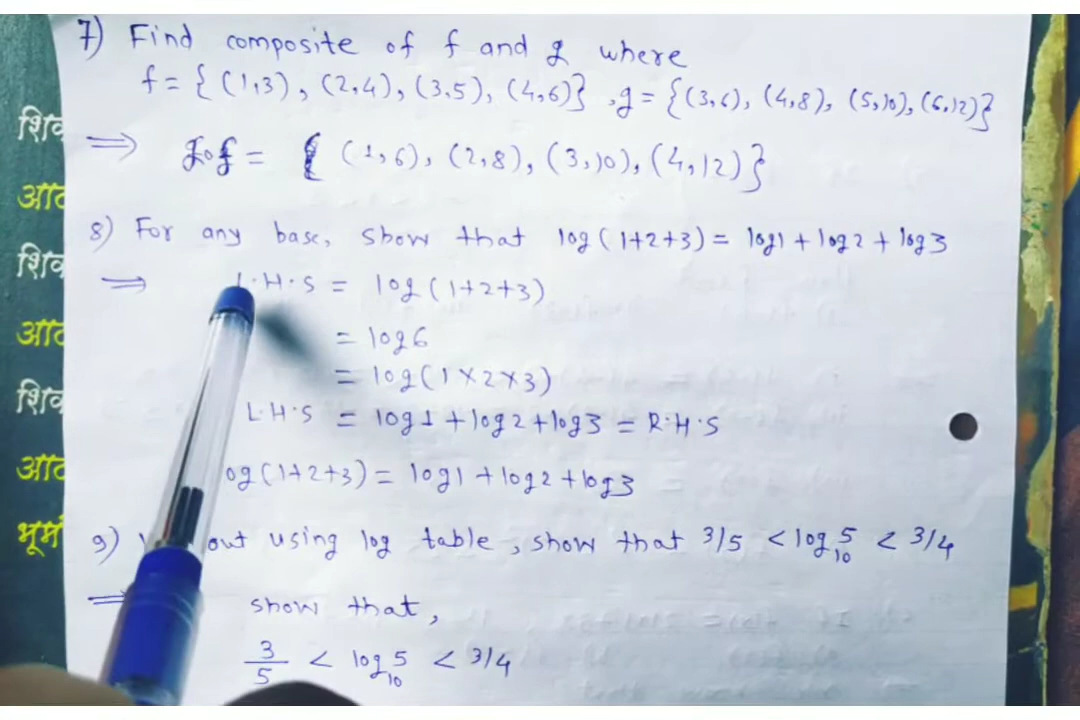 7) Find composite of f and g where
f = { (1,3), (2,4), (3,5), (4,6)} , g = {(3,6), (4,8), (5,10), (6,12)}
⇒ gof = { (1,6), (2,8), (3,10), (4,12)}
8) For any base, show that log(1+2+3) = log1 + log2 + log3
⇒ L.H.S = log(1+2+3)
= log6
= log(1×2×3)
L.H.S = log1 + log2 + log3 = R.H.S
og(1+2+3) = log1 + log2 + log3
9) out using log table, show that 3/5 < log₁₀5 < 3/4
⇒ show that,
3/5 < log₁₀5 < 3/4
शिव
आठ
शिव
आठ
शिव
आठ
भूमं